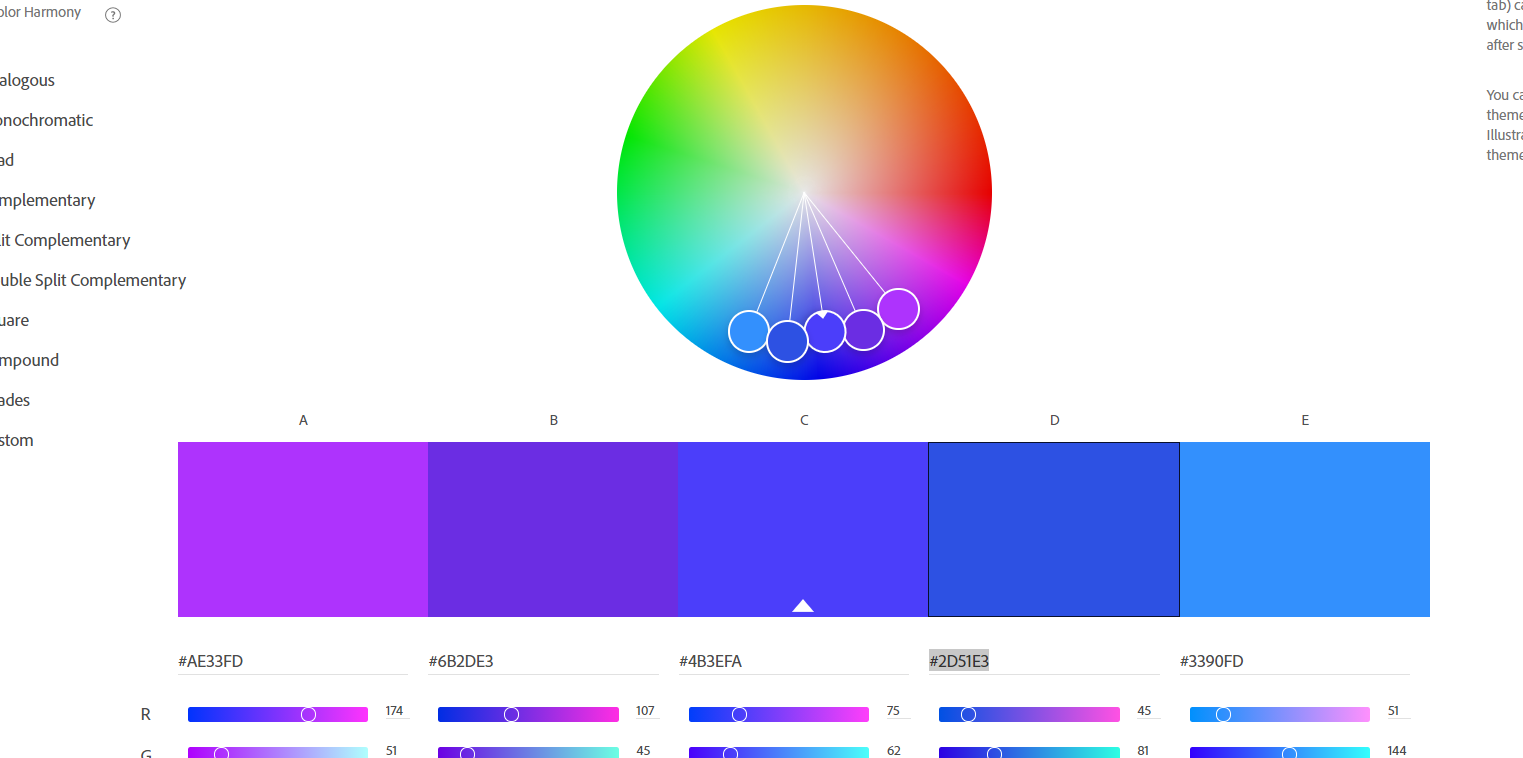 olor Harmony ?
alogous
onochromatic
ad
mplementary
lit Complementary
uble Split Complementary
uare
mpound
ades
stom
tab) ca
which
after s
You ca
theme
Illustra
theme
A B C D E
#AE33FD #6B2DE3 #4B3EFA #2D51E3 #3390FD
R 174 107 75 45 51
G 51 45 62 81 144